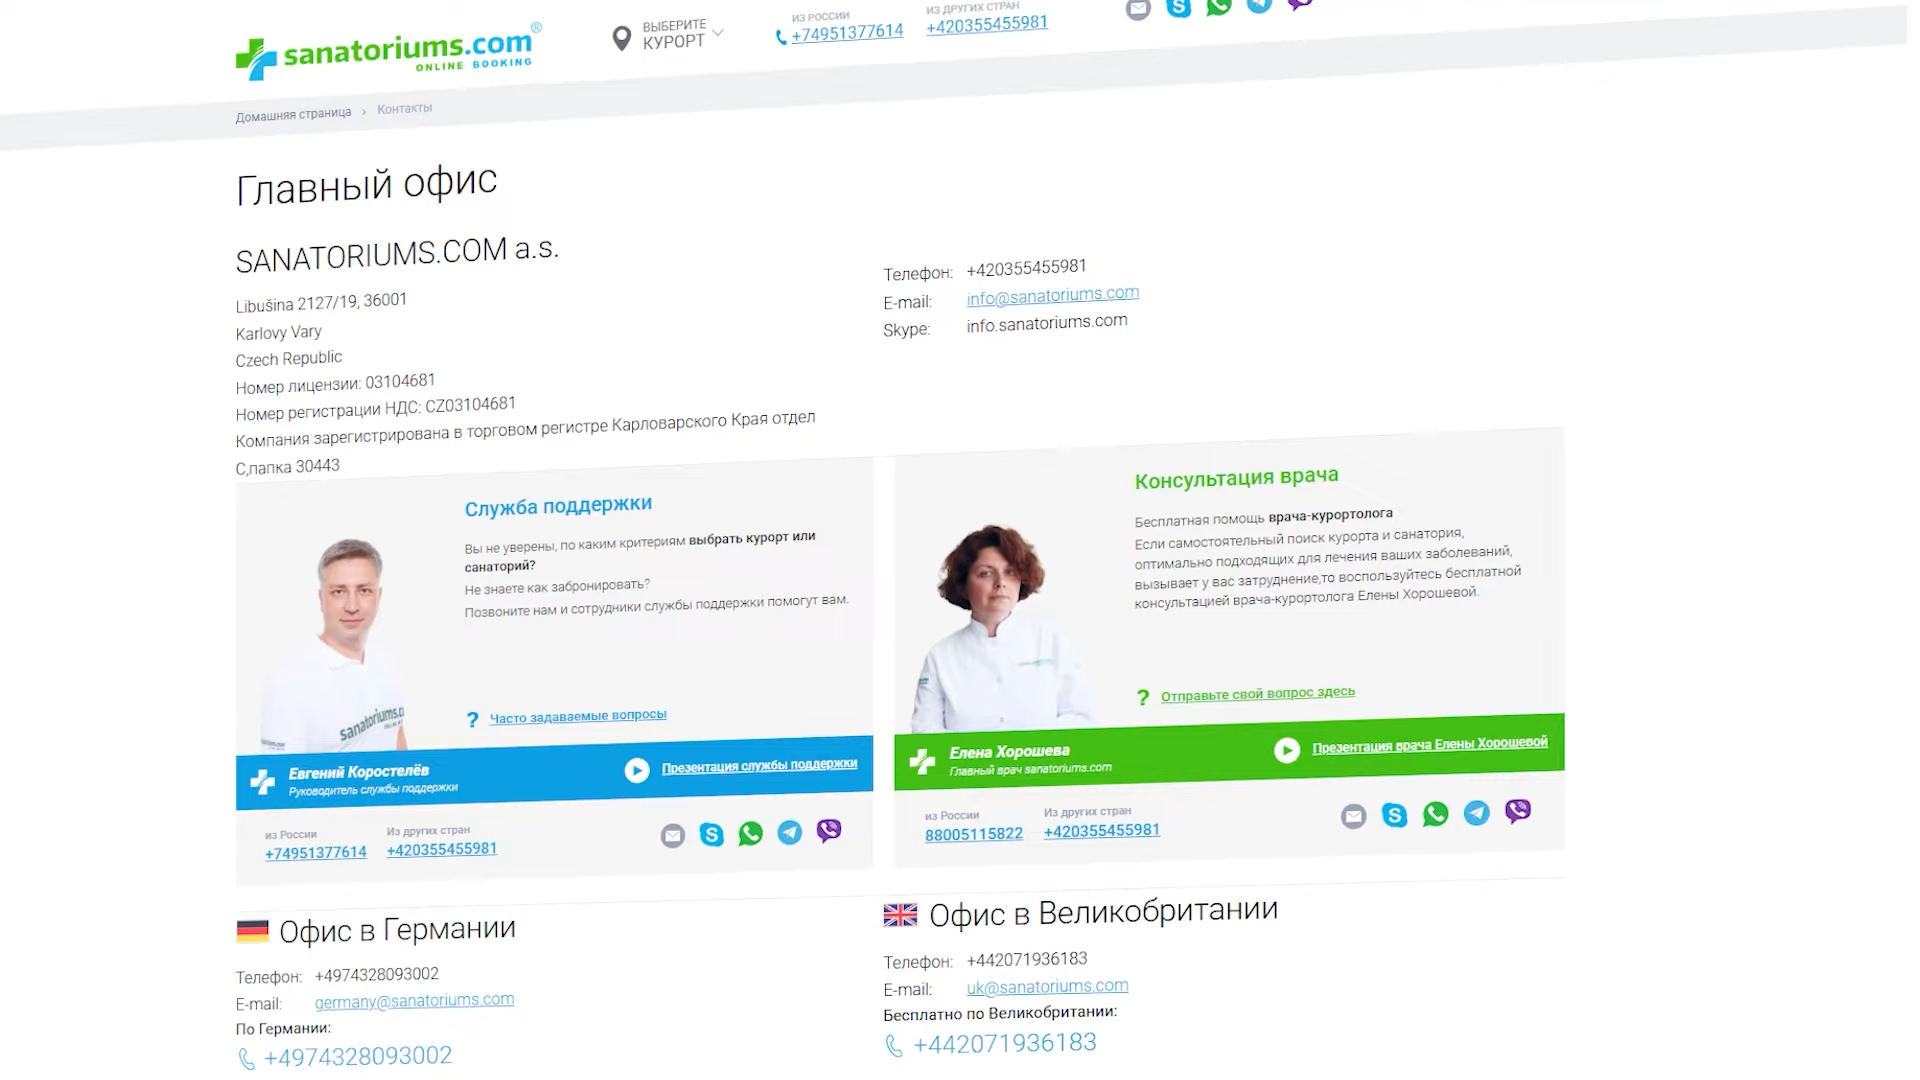 sanatoriums.com®
ONLINE BOOKING
ВЫБЕРИТЕ
КУРОРТ
ИЗ РОССИИ
+74951377614
ИЗ ДРУГИХ СТРАН
+420355455981
Домашняя страница › Контакты
Главный офис
SANATORIUMS.COM a.s.
Libušina 2127/19, 36001
Karlovy Vary
Czech Republic
Номер лицензии: 03104681
Номер регистрации НДС: CZ03104681
Компания зарегистрирована в торговом регистре Карловарского Края отдел
С,папка 30443
Телефон: +420355455981
E-mail: info@sanatoriums.com
Skype: info.sanatoriums.com
Служба поддержки
Вы не уверены, по каким критериям выбрать курорт или
санаторий?
Не знаете как забронировать?
Позвоните нам и сотрудники службы поддержки помогут вам.
sanatoriums.c
? Часто задаваемые вопросы
Евгений Коростелёв
Руководитель службы поддержки
Презентация службы поддержки
из России
+74951377614
Из других стран
+420355455981
Консультация врача
Бесплатная помощь врача-курортолога
Если самостоятельный поиск курорта и санатория,
оптимально подходящих для лечения ваших заболеваний,
вызывает у вас затруднение,то воспользуйтесь бесплатной
консультацией врача-курортолога Елены Хорошевой.
? Отправьте свой вопрос здесь
Елена Хорошева
Главный врач sanatoriums.com
Презентация врача Елены Хорошевой
из России
88005115822
Из других стран
+420355455981
Офис в Германии
Телефон: +4974328093002
E-mail: germany@sanatoriums.com
По Германии:
+4974328093002
Офис в Великобритании
Телефон: +442071936183
E-mail: uk@sanatoriums.com
Бесплатно по Великобритании:
+442071936183